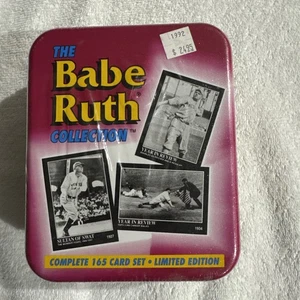 1992
$ 24.95
THE
Babe
Ruth
COLLECTION™
YEAR IN REVIEW
YEAR IN REVIEW
SULTAN OF SWAT
COMPLETE 165 CARD SET • LIMITED EDITION